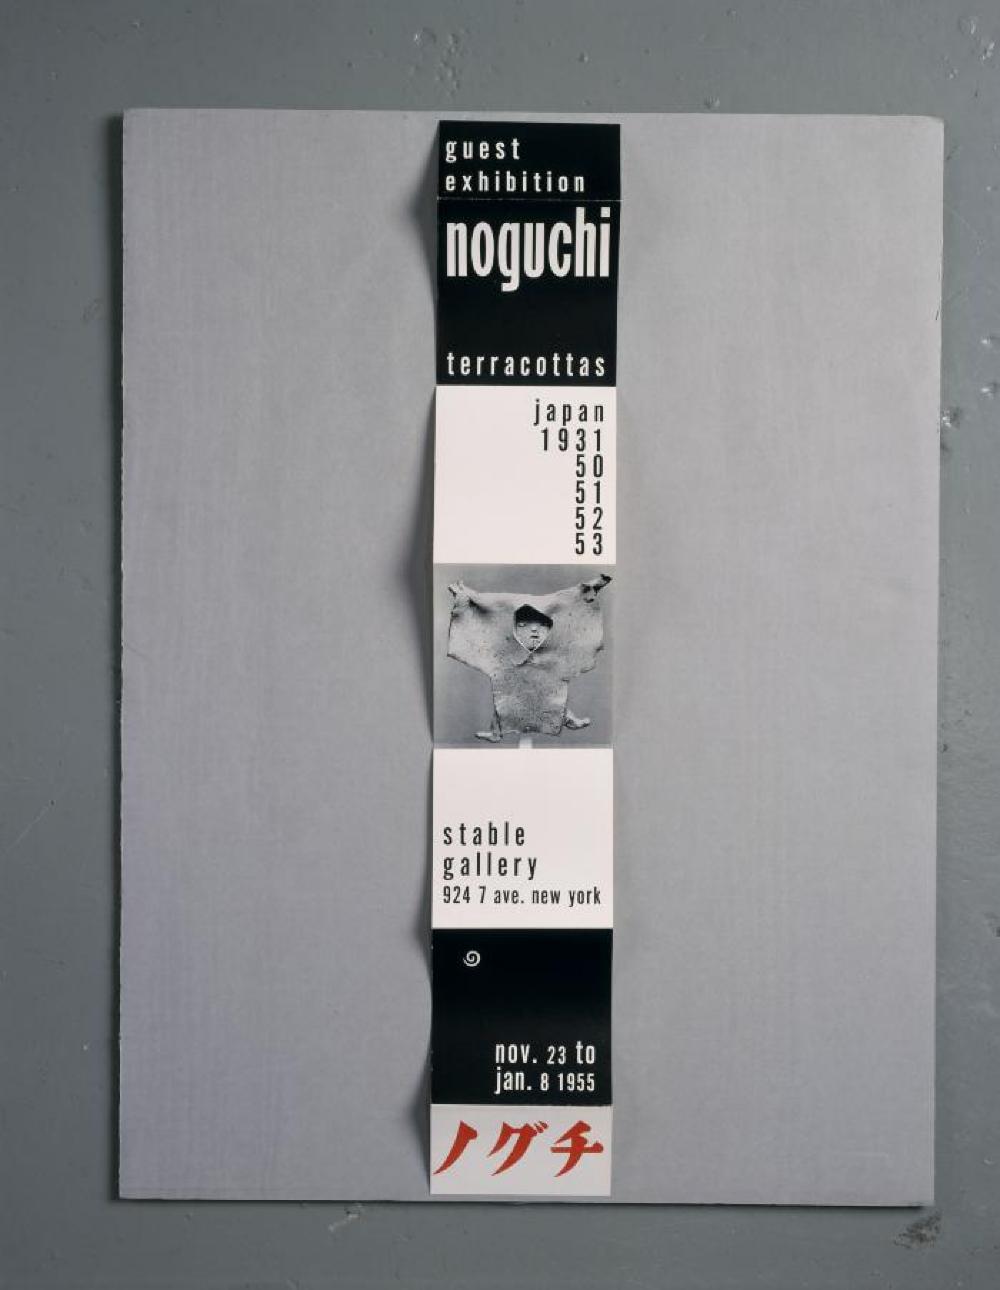 guest
exhibition
noguchi
terracottas
japan
1931
50
51
52
53
stable
gallery
924 7 ave. new york
nov. 23 to
jan. 8 1955
ノグチ